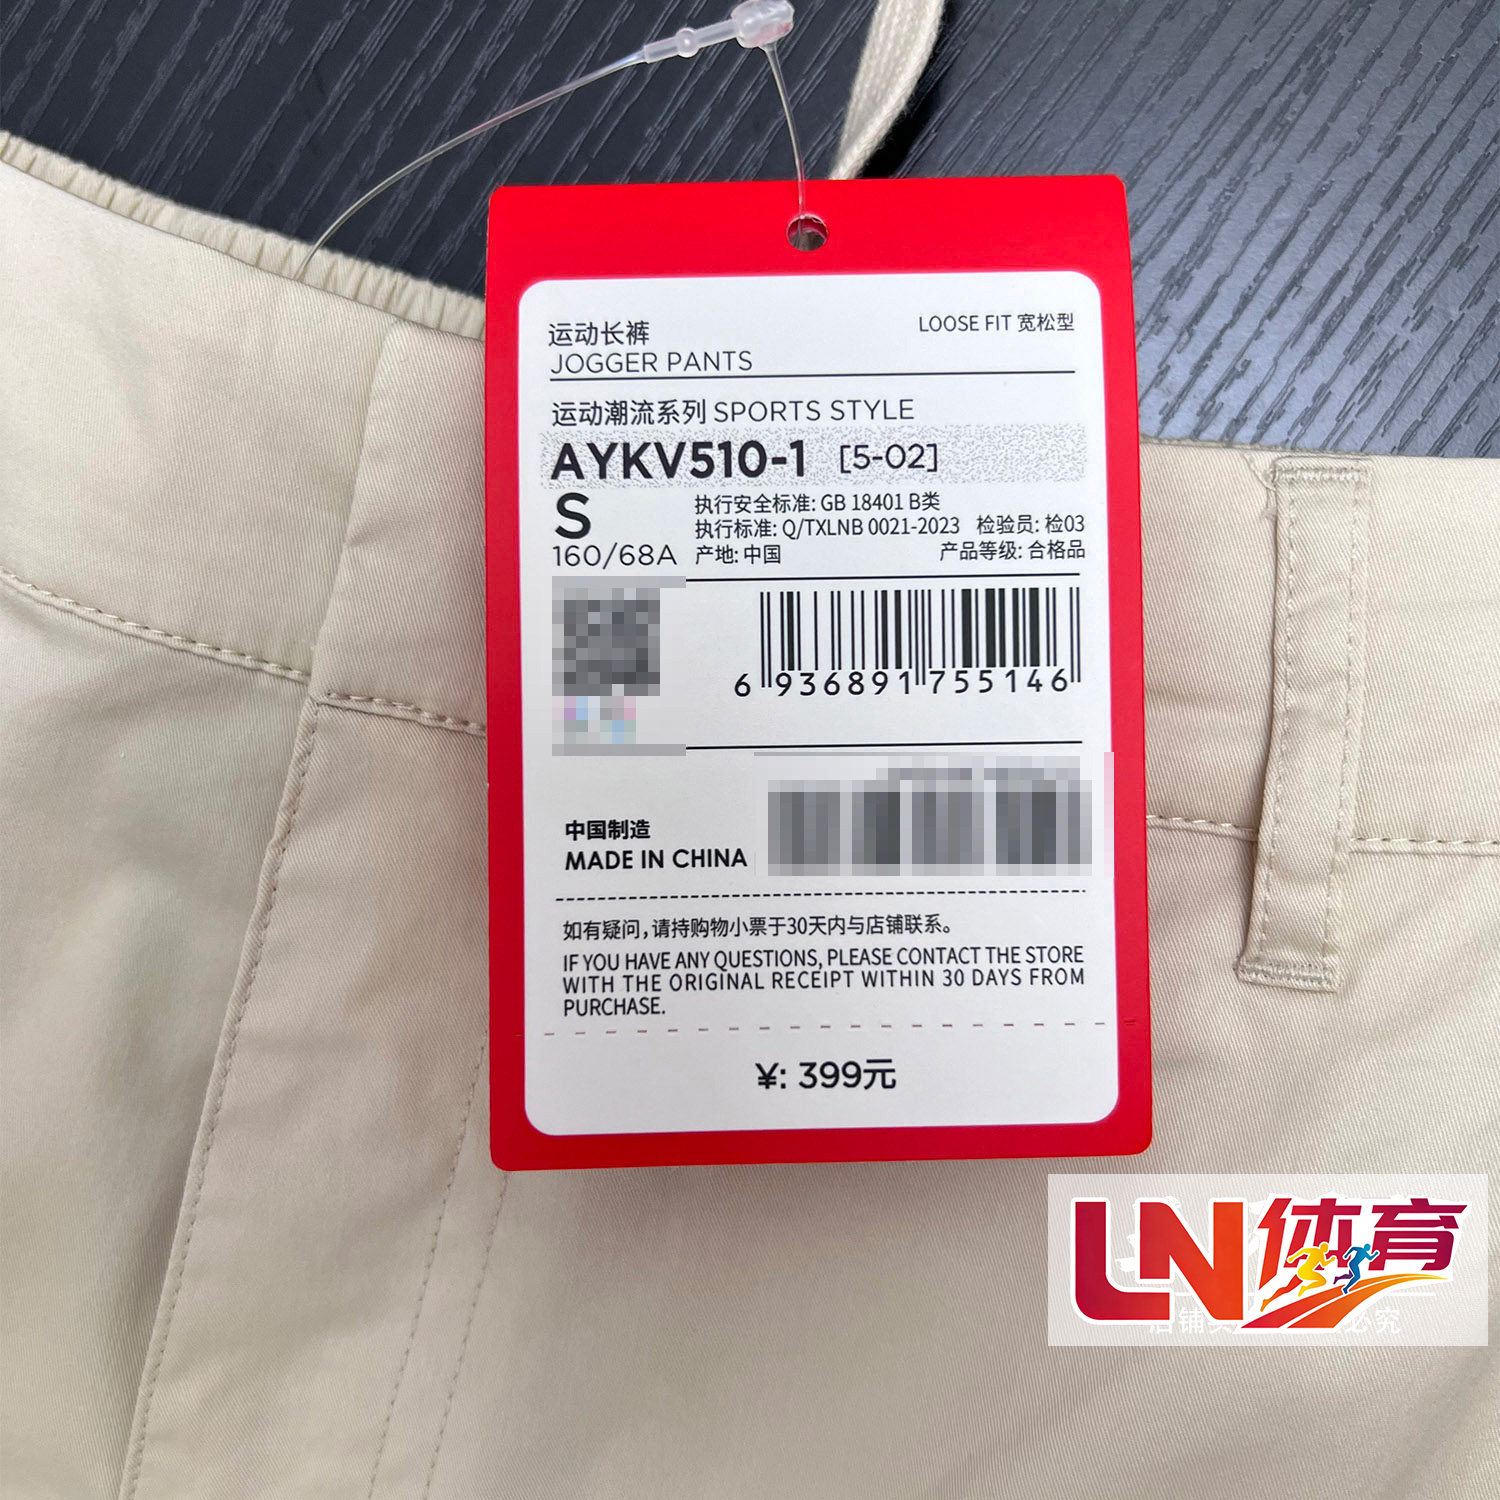 运动长裤
LOOSE FIT 宽松型
JOGGER PANTS
运动潮流系列 SPORTS STYLE
AYKV510-1 [5-02]
S
执行安全标准: GB 18401 B类
执行标准: Q/TXLNB 0021-2023 检验员: 检03
160/68A 产地: 中国 产品等级: 合格品
6 936891 755146
中国制造
MADE IN CHINA
如有疑问,请持购物小票于30天内与店铺联系。
IF YOU HAVE ANY QUESTIONS, PLEASE CONTACT THE STORE
WITH THE ORIGINAL RECEIPT WITHIN 30 DAYS FROM
PURCHASE.
¥: 399元
LN体育
店铺 必究